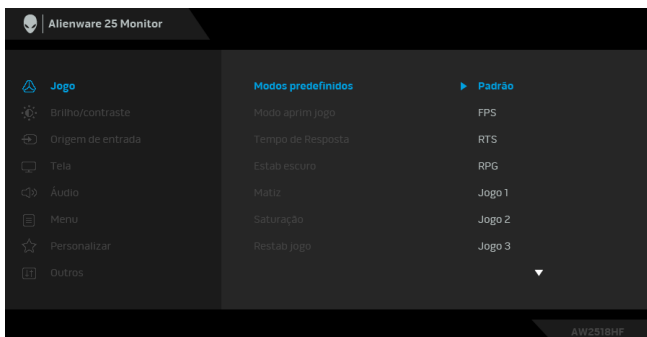 Alienware 25 Monitor
Jogo Modos predefinidos Padrão
Brilho/contraste Modo aprim jogo FPS
Origem de entrada Tempo de Resposta RTS
Tela Estab escuro RPG
Áudio Matiz Jogo 1
Menu Saturação Jogo 2
Personalizar Restab jogo Jogo 3
Outros
AW2518HF